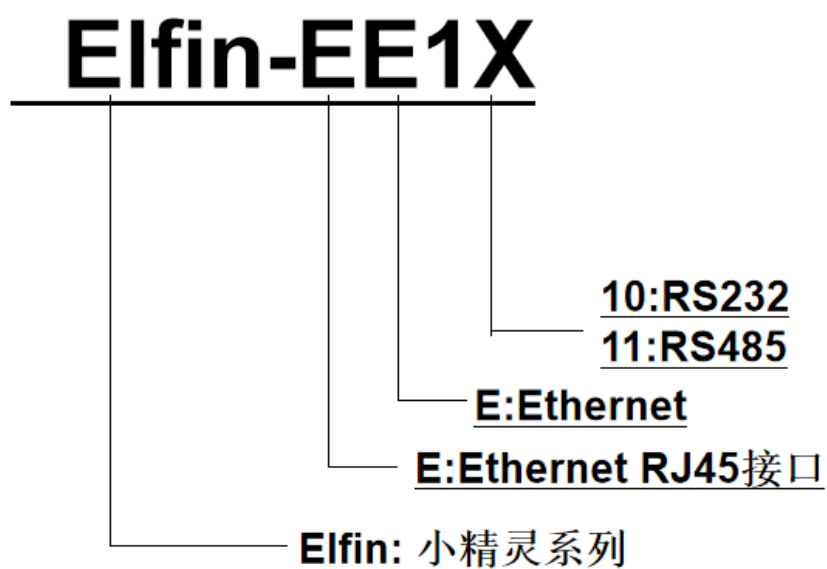 Elfin-EE1X
10:RS232
11:RS485
E:Ethernet
E:Ethernet RJ45接口
Elfin: 小精灵系列